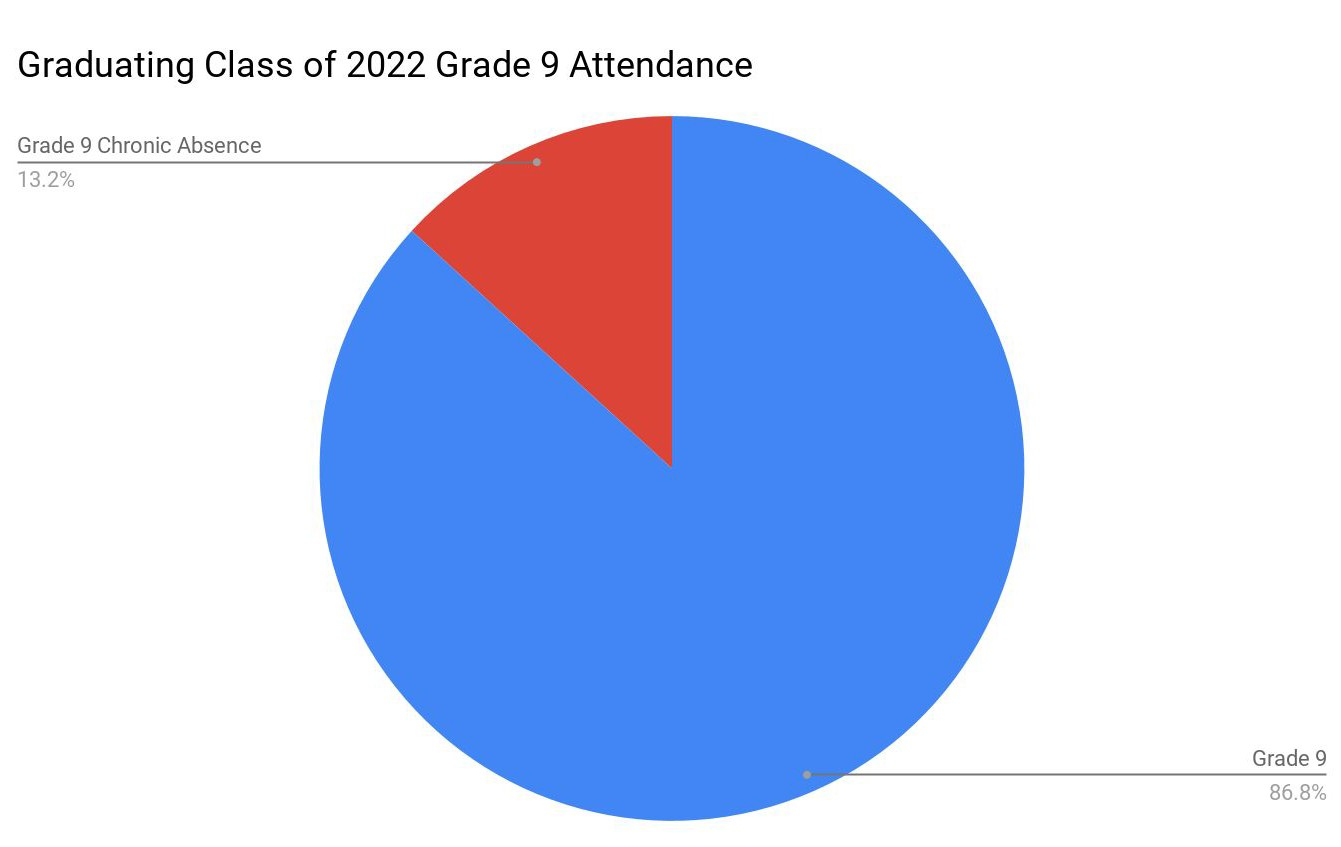 Graduating Class of 2022 Grade 9 Attendance
Grade 9 Chronic Absence
13.2%
Grade 9
86.8%